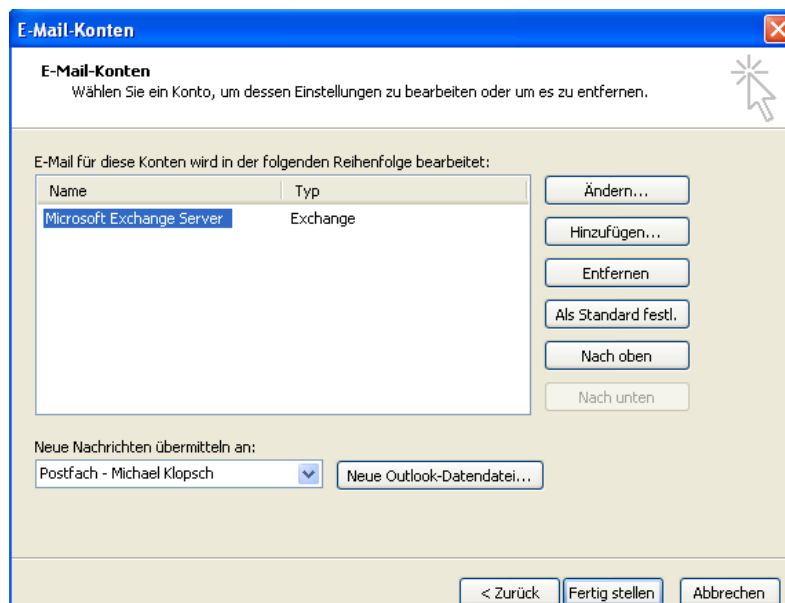 E-Mail-Konten
E-Mail-Konten
Wählen Sie ein Konto, um dessen Einstellungen zu bearbeiten oder um es zu entfernen.
E-Mail für diese Konten wird in der folgenden Reihenfolge bearbeitet:
Name Typ
Microsoft Exchange Server Exchange
Ändern...
Hinzufügen...
Entfernen
Als Standard festl.
Nach oben
Nach unten
Neue Nachrichten übermitteln an:
Postfach - Michael Klopsch Neue Outlook-Datendatei...
< Zurück Fertig stellen Abbrechen